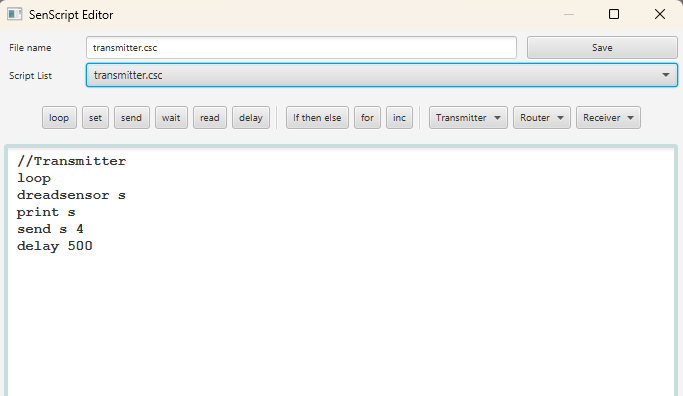 SenScript Editor
File name transmitter.csc Save
Script List transmitter.csc
loop set send wait read delay If then else for inc Transmitter Router Receiver
//Transmitter
loop
dreadsensor s
print s
send s 4
delay 500